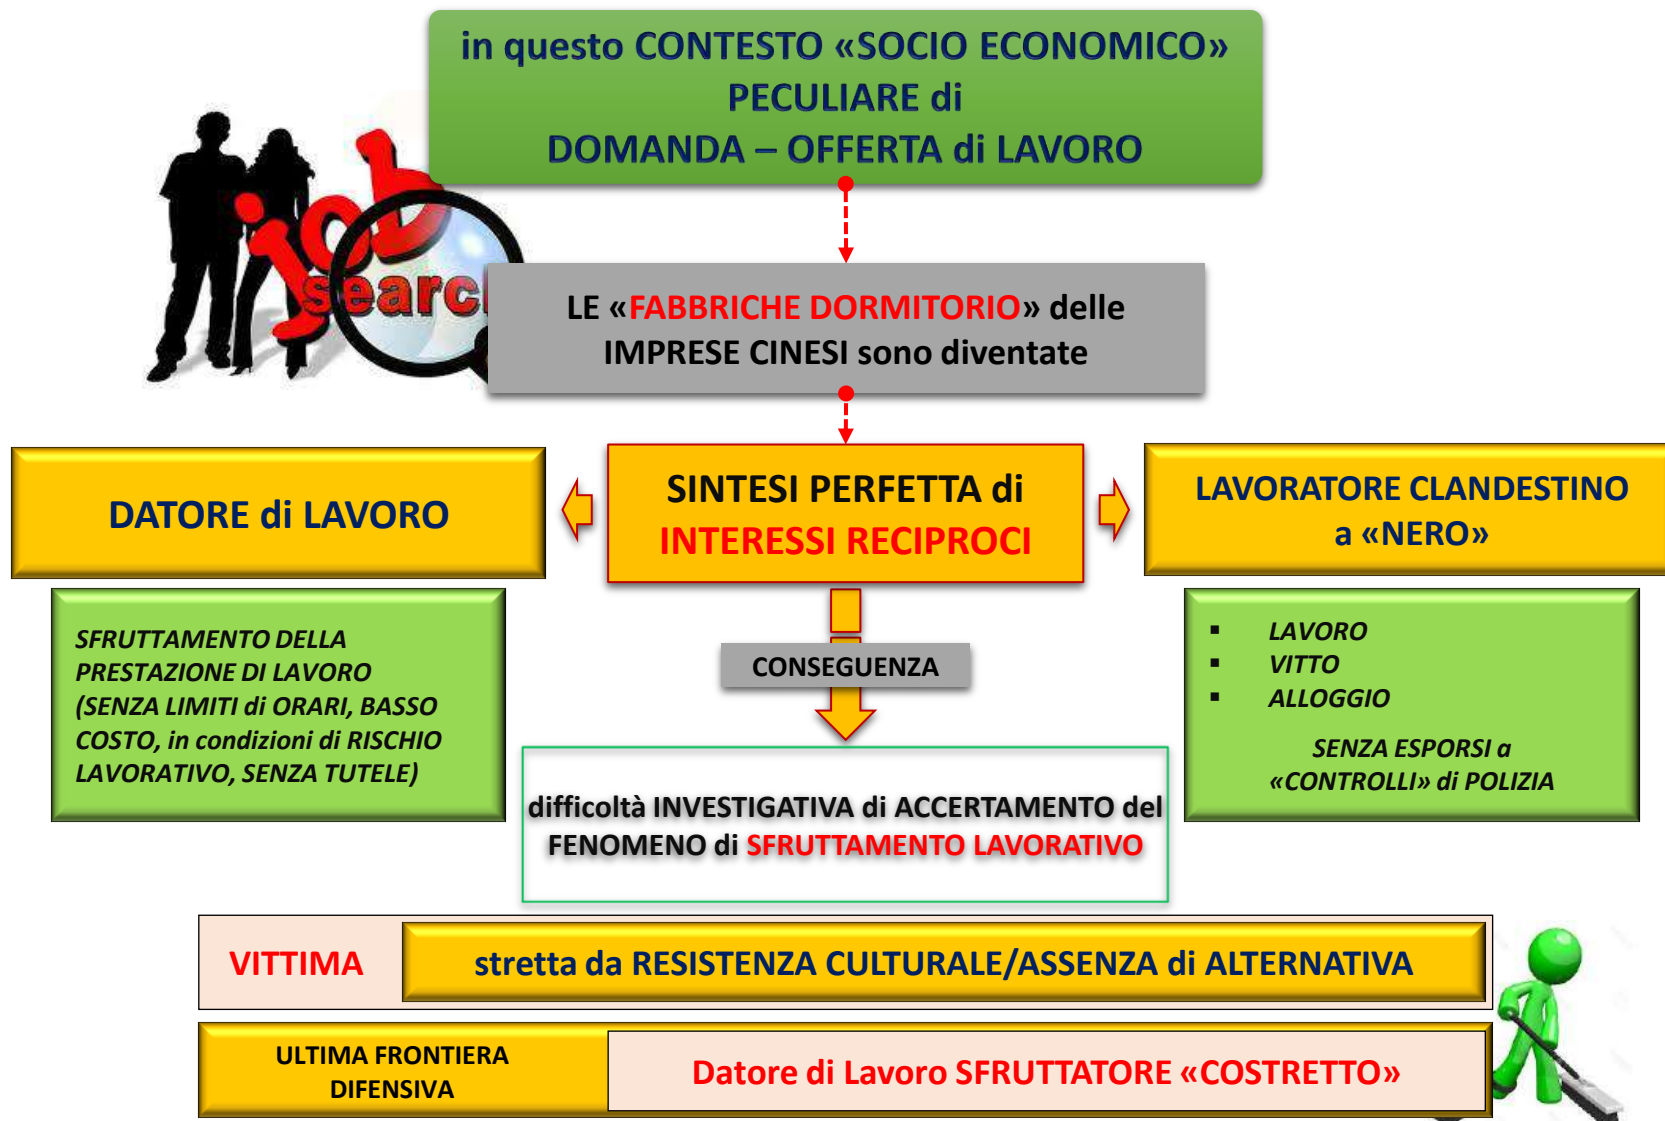 in questo CONTESTO «SOCIO ECONOMICO»
PECULIARE di
DOMANDA – OFFERTA di LAVORO
job
search
LE «FABBRICHE DORMITORIO» delle
IMPRESE CINESI sono diventate
DATORE di LAVORO
SINTESI PERFETTA di
INTERESSI RECIPROCI
LAVORATORE CLANDESTINO
a «NERO»
SFRUTTAMENTO DELLA
PRESTAZIONE DI LAVORO
(SENZA LIMITI di ORARI, BASSO
COSTO, in condizioni di RISCHIO
LAVORATIVO, SENZA TUTELE)
CONSEGUENZA
▪ LAVORO
▪ VITTO
▪ ALLOGGIO
SENZA ESPORSI a
«CONTROLLI» di POLIZIA
difficoltà INVESTIGATIVA di ACCERTAMENTO del
FENOMENO di SFRUTTAMENTO LAVORATIVO
VITTIMA
stretta da RESISTENZA CULTURALE/ASSENZA di ALTERNATIVA
ULTIMA FRONTIERA
DIFENSIVA
Datore di Lavoro SFRUTTATORE «COSTRETTO»